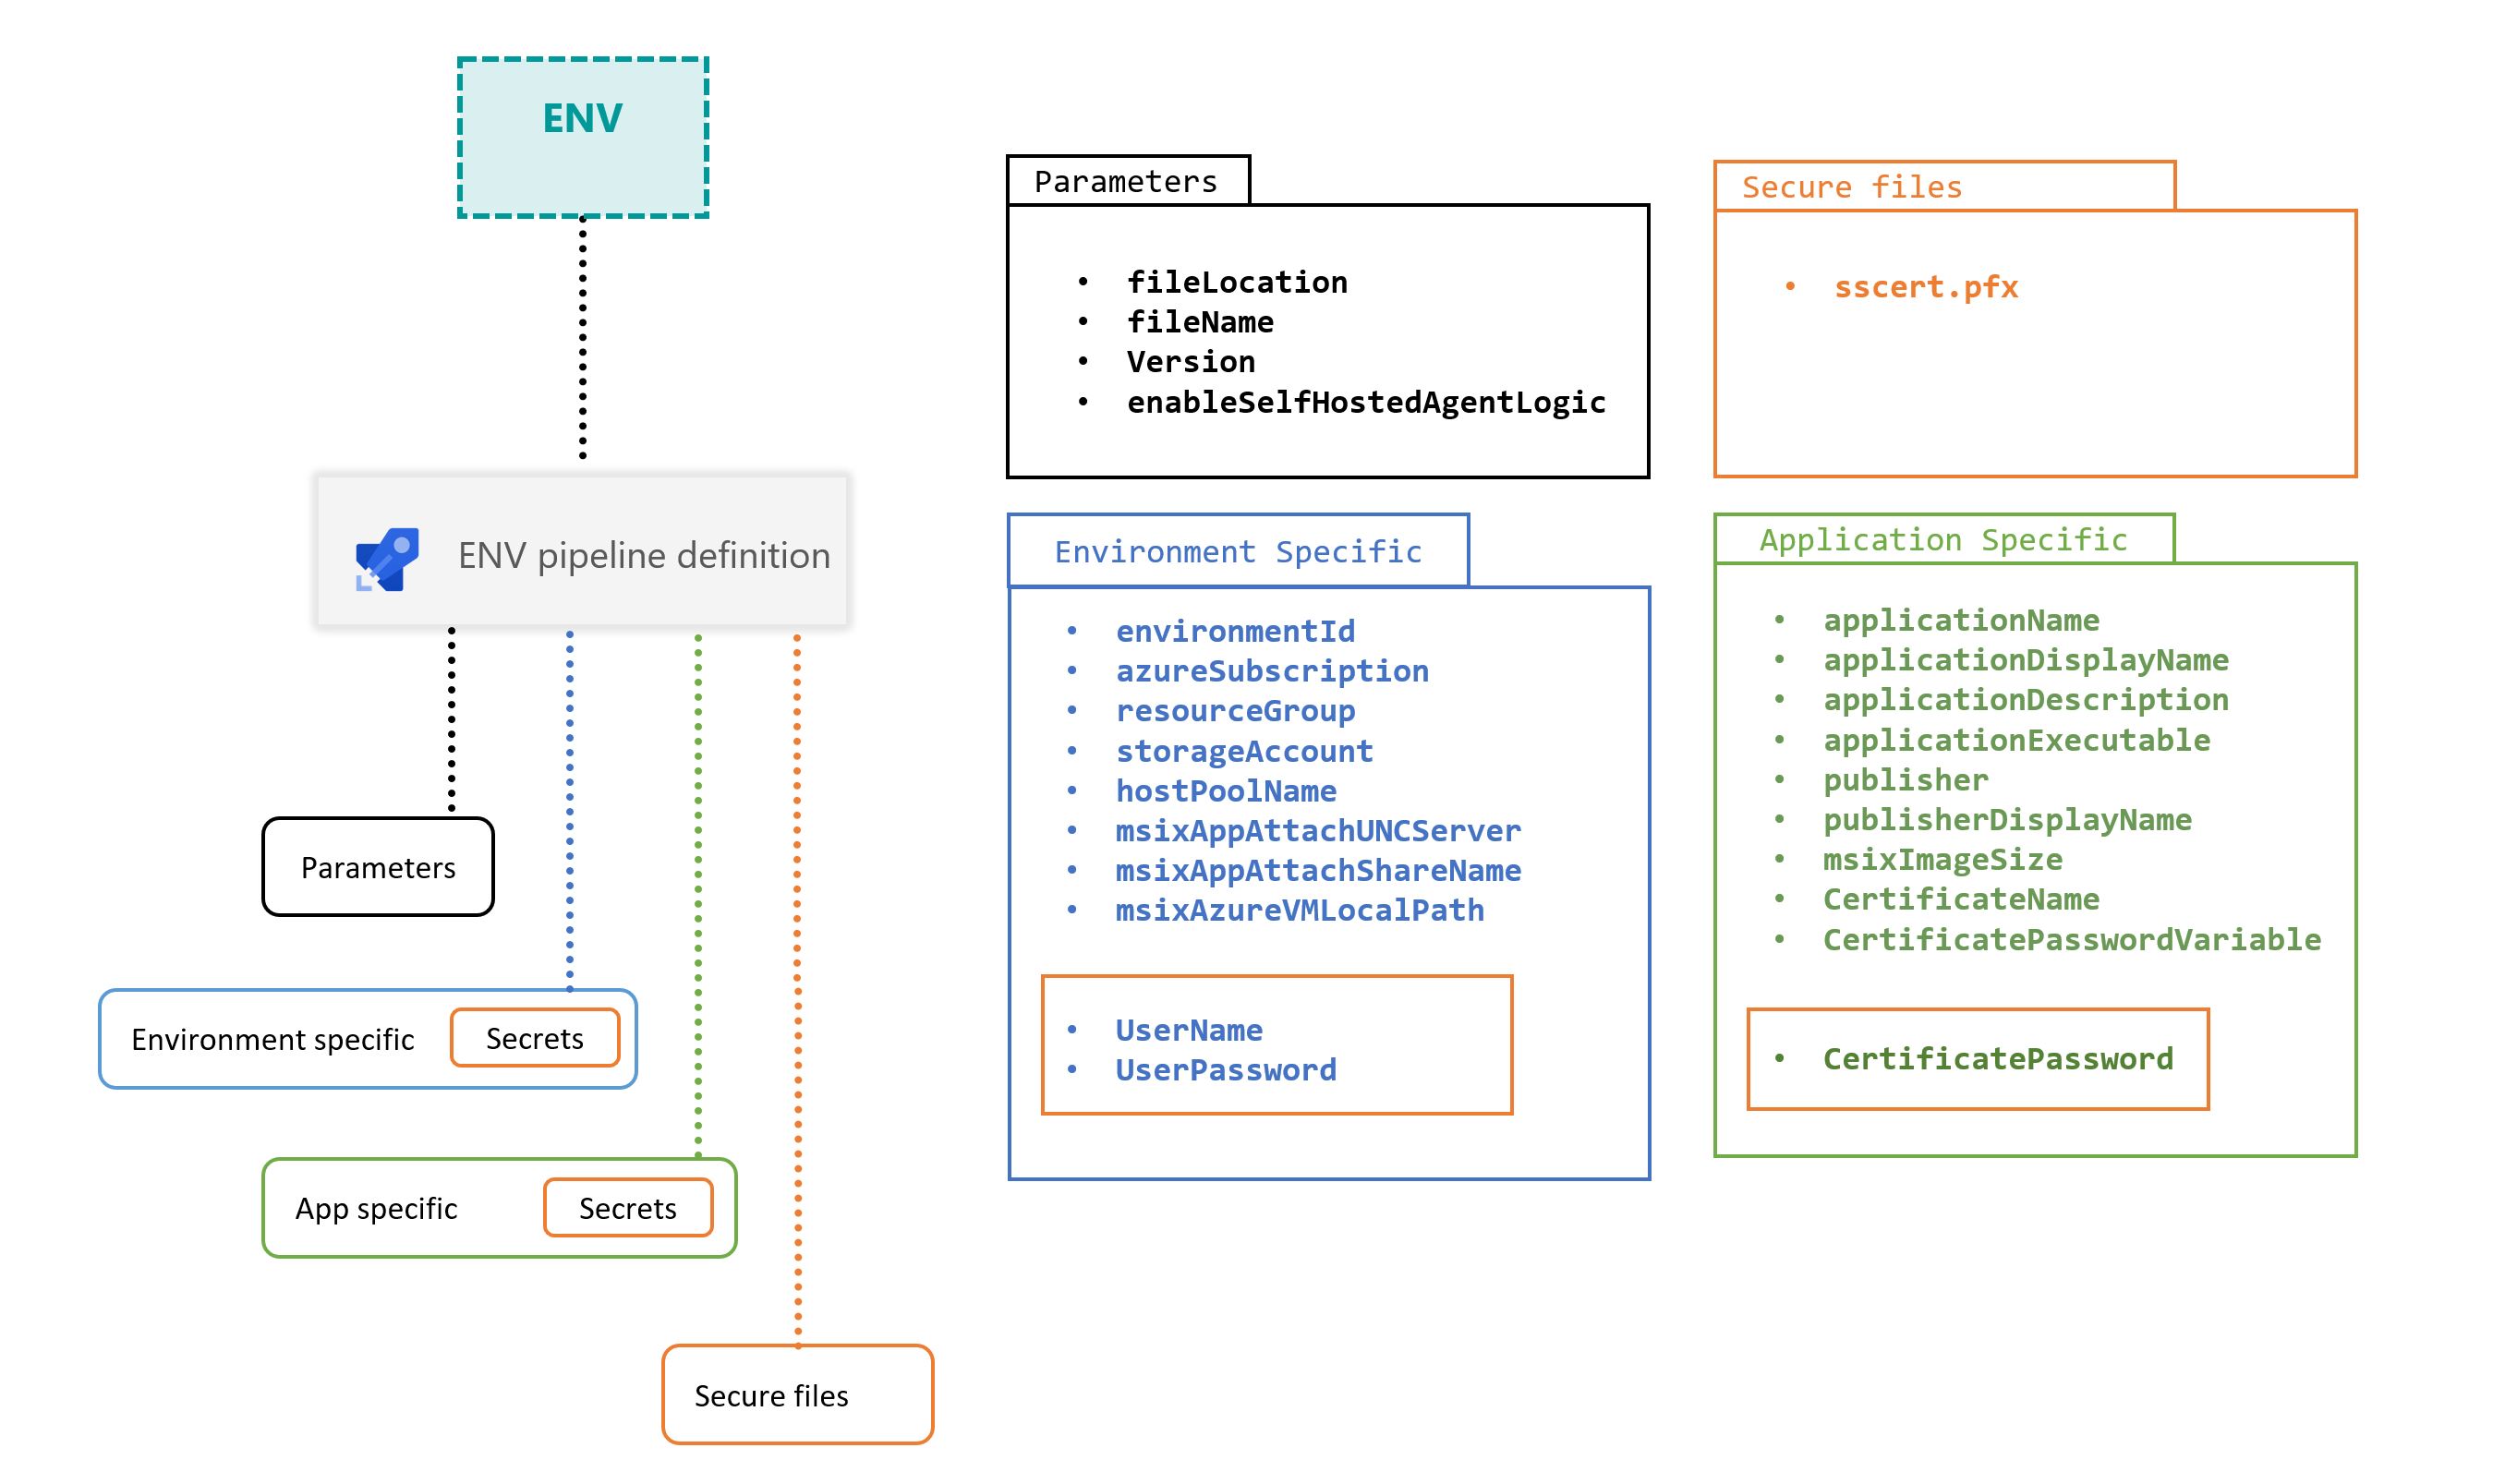 ENV
ENV pipeline definition
Parameters
Environment specific
Secrets
App specific
Secrets
Secure files
Parameters
• fileLocation
• fileName
• Version
• enableSelfHostedAgentLogic
Secure files
• sscert.pfx
Environment Specific
• environmentId
• azureSubscription
• resourceGroup
• storageAccount
• hostPoolName
• msixAppAttachUNCServer
• msixAppAttachShareName
• msixAzureVMLocalPath
• UserName
• UserPassword
Application Specific
• applicationName
• applicationDisplayName
• applicationDescription
• applicationExecutable
• publisher
• publisherDisplayName
• msixImageSize
• CertificateName
• CertificatePasswordVariable
• CertificatePassword